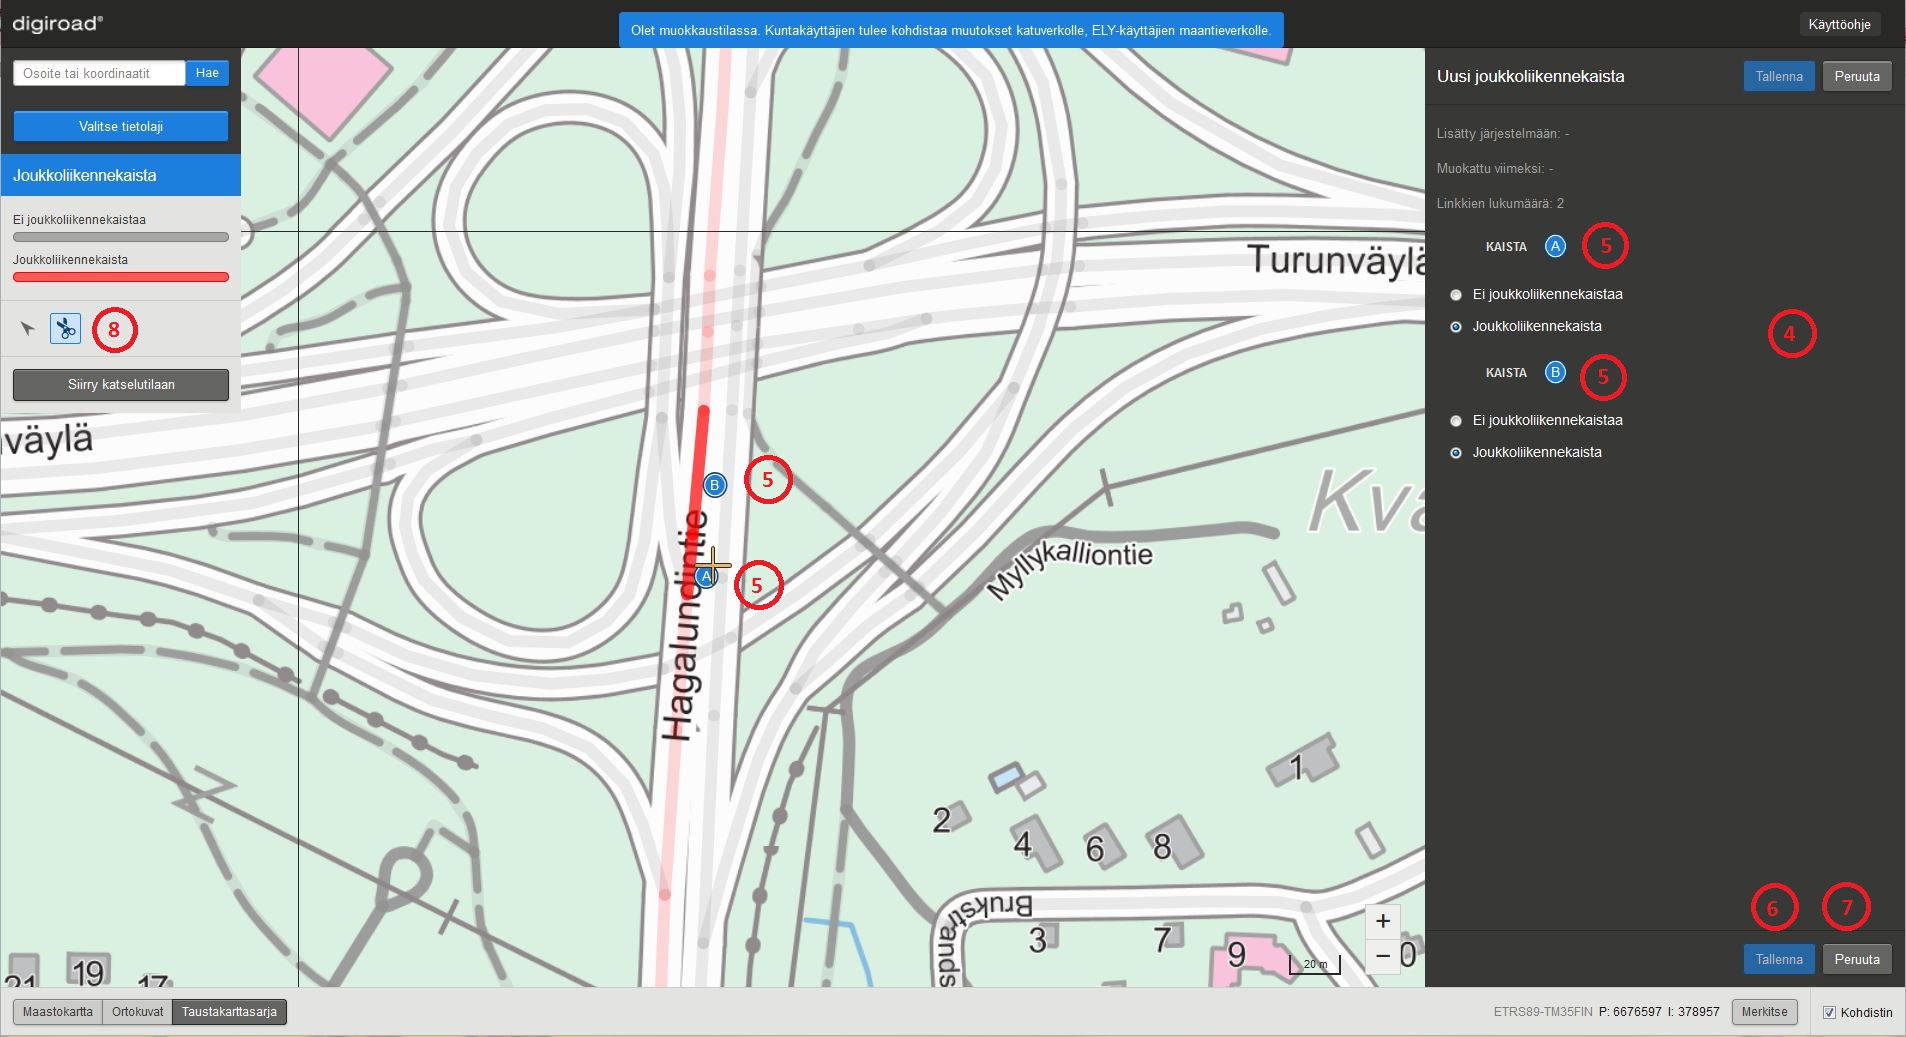 digiroad®
Olet muokkaustilassa. Kuntakäyttäjien tulee kohdistaa muutokset katuverkolle, ELY-käyttäjien maantieverkolle.
Käyttöohje
Osoite tai koordinaatit
Hae
Valitse tietolaji
Joukkoliikennekaista
Ei joukkoliikennekaistaa
Joukkoliikennekaista
8
Siirry katselutilaan
Turunväylä
väylä
B
5
A
5
Hagalundintie
Myllykalliontie
Kva
1
2
4
6
8
Brukstr
ands
3
7
9
0
21
19
17
+
−
20 m
Uusi joukkoliikennekaista
Tallenna
Peruuta
Lisätty järjestelmään: -
Muokattu viimeksi: -
Linkkien lukumäärä: 2
KAISTA A 5
Ei joukkoliikennekaistaa
Joukkoliikennekaista
4
KAISTA B 5
Ei joukkoliikennekaistaa
Joukkoliikennekaista
6
7
Tallenna
Peruuta
Maastokartta
Ortokuvat
Taustakarttasarja
ETRS89-TM35FIN P: 6676597 I: 378957
Merkitse
Kohdistin